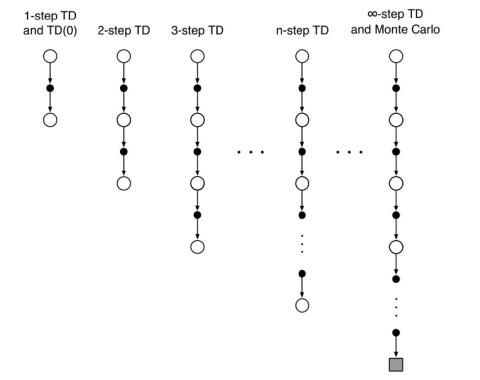 1-step TD
and TD(0)
2-step TD
3-step TD
n-step TD
∞-step TD
and Monte Carlo